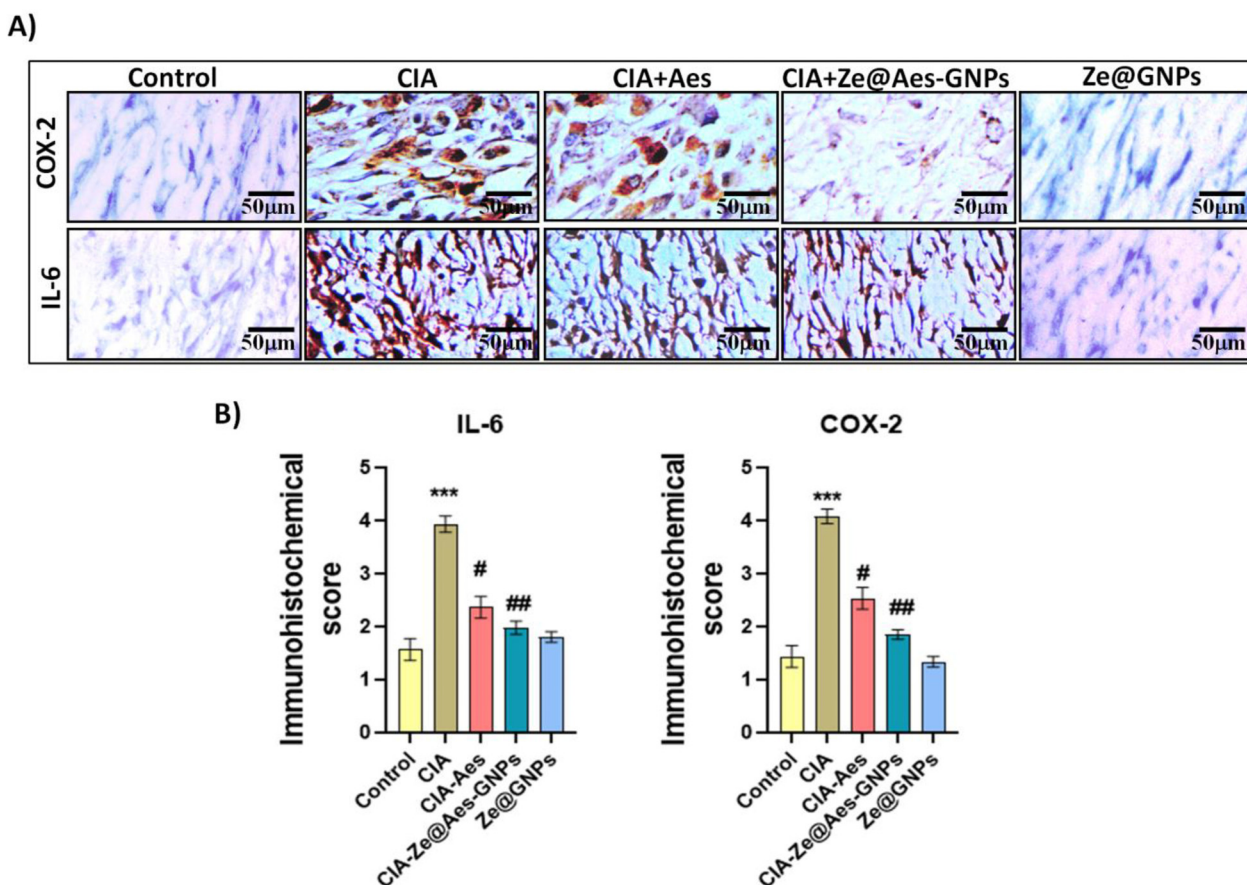 A)
Control CIA CIA+Aes CIA+Ze@Aes-GNPs Ze@GNPs
COX-2
50µm 50µm 50µm 50µm 50µm
IL-6
50µm 50µm 50µm 50µm 50µm
B)
IL-6
Immunohistochemical
score
5
4
3
2
1
0
***
#
##
Control
CIA
CIA-Aes
CIA-Ze@Aes-GNPs
Ze@GNPs
COX-2
Immunohistochemical
score
5
4
3
2
1
0
***
#
##
Control
CIA
CIA-Aes
CIA-Ze@Aes-GNPs
Ze@GNPs